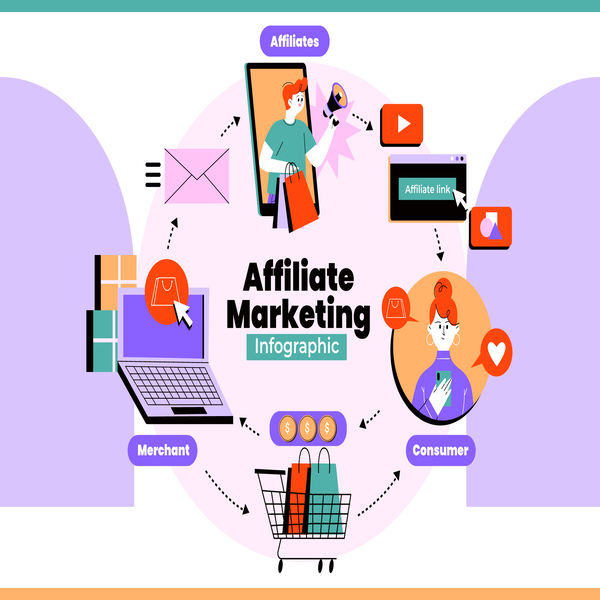 Affiliates
Affiliate link
Affiliate
Marketing
Infographic
$ $ $
Merchant
Consumer